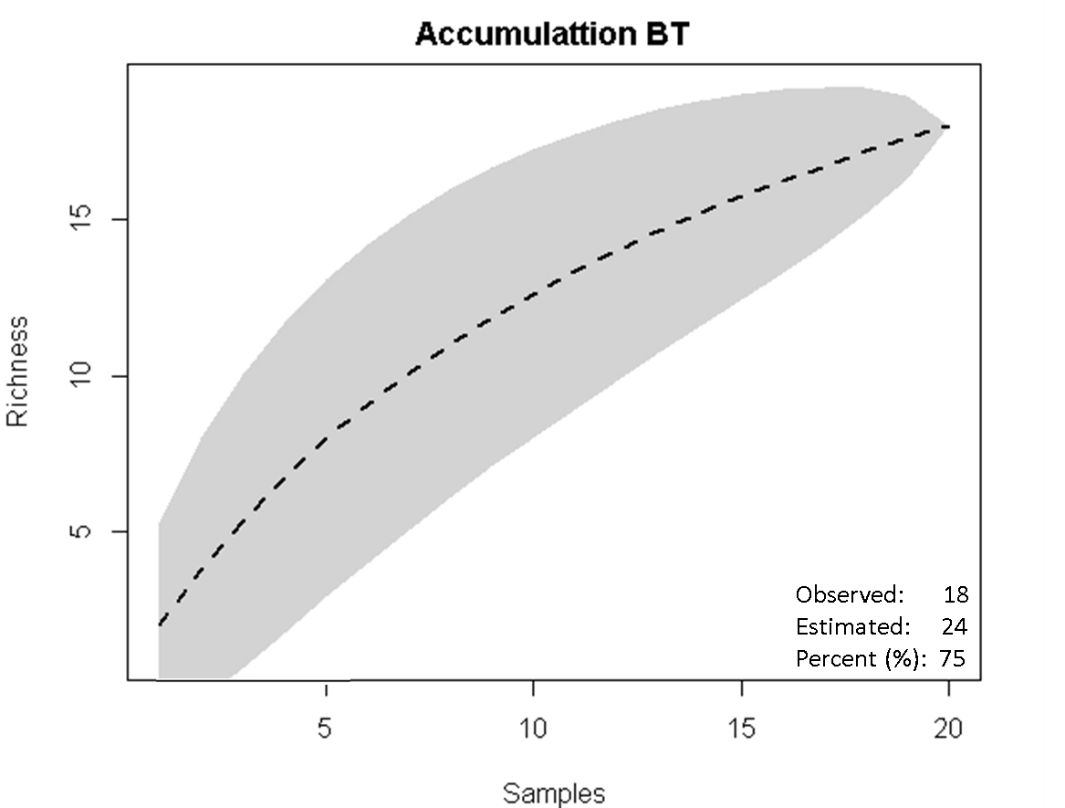 Accumulattion BT
Richness
15
10
5
Observed: 18
Estimated: 24
Percent (%): 75
5 10 15 20
Samples